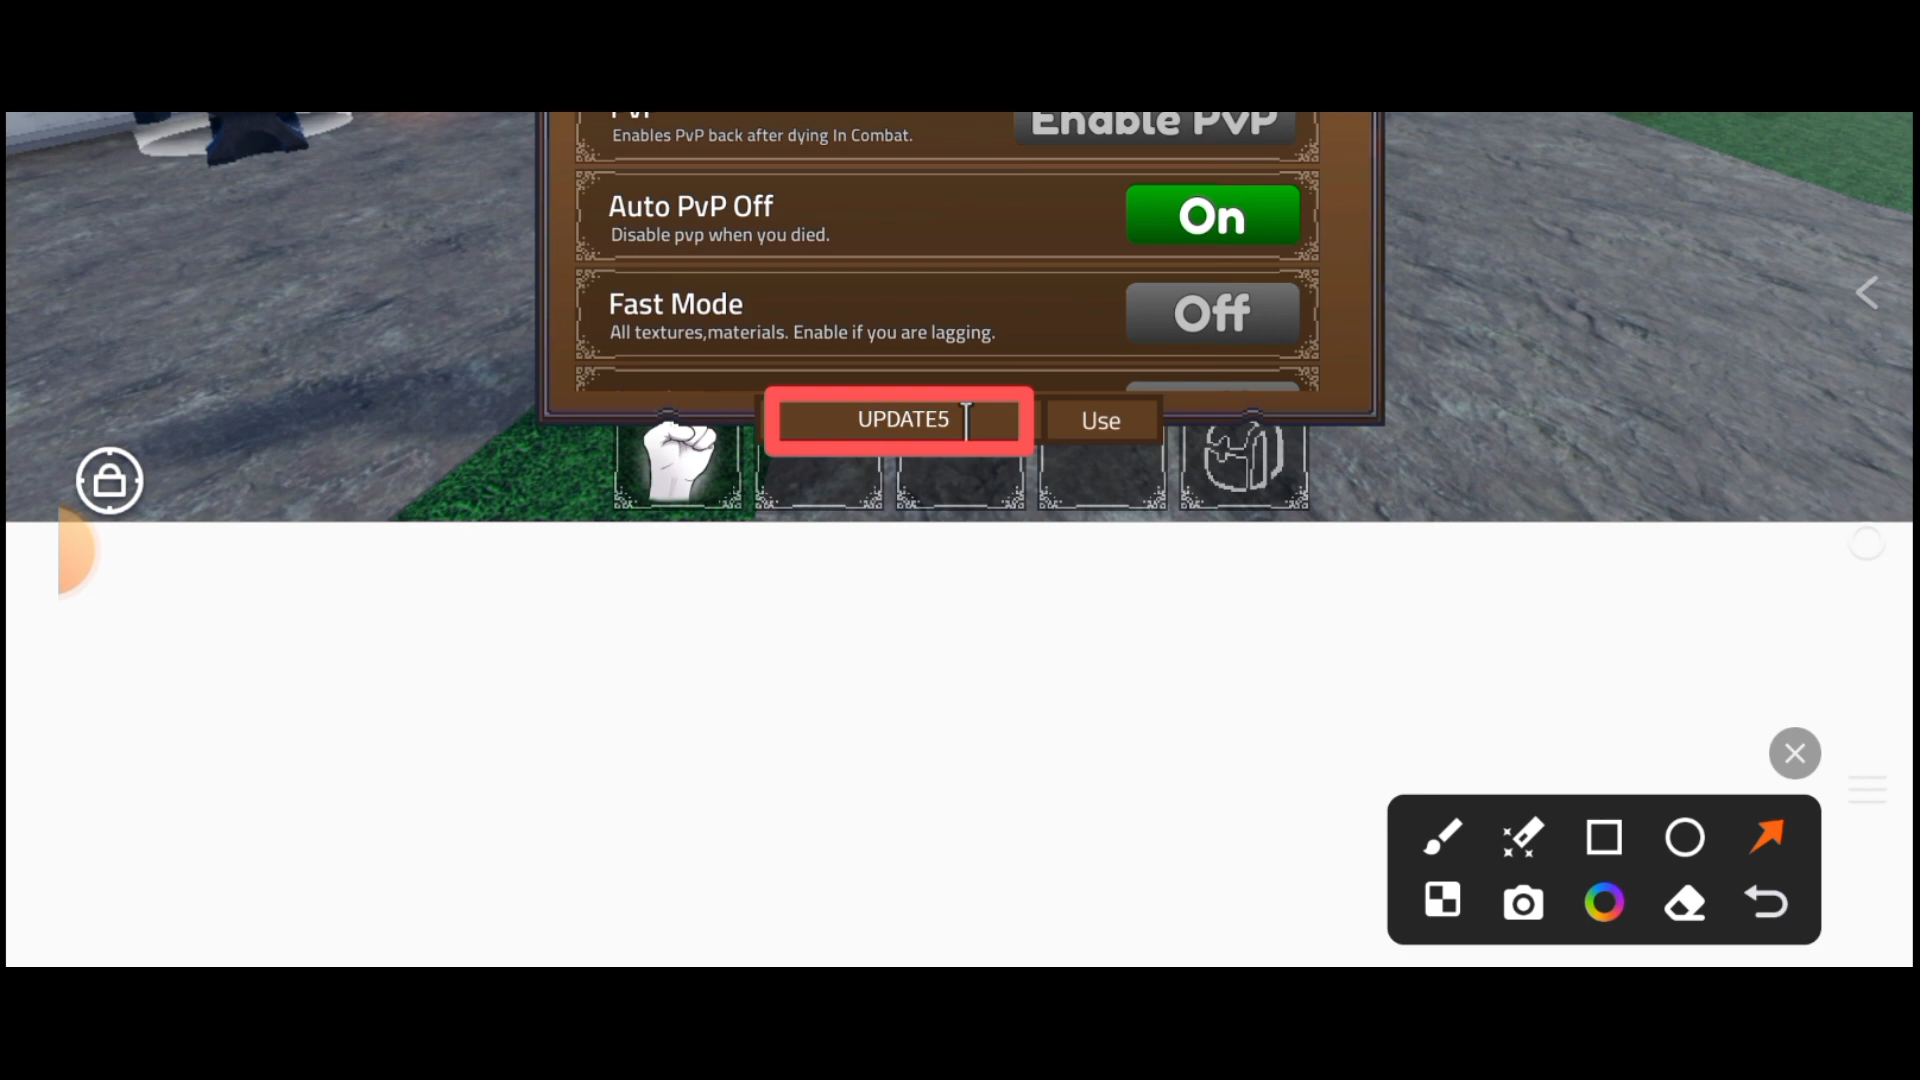 PvP
Enable PvP
Enables PvP back after dying In Combat.
Auto PvP Off
On
Disable pvp when you died.
Fast Mode
Off
All textures,materials. Enable if you are lagging.
UPDATE5
Use